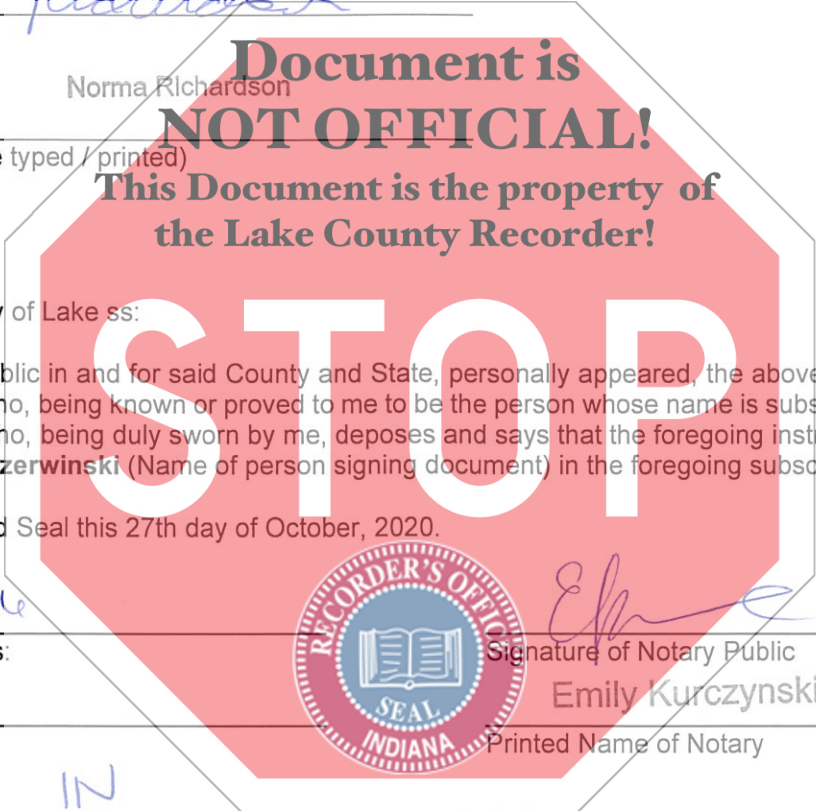 Document is
Norma RIchardson
NOT OFFICIAL!
typed / printed)
This Document is the property of
the Lake County Recorder!
of Lake ss:
STOP
blic in and for said County and State, personally appeared, the above
no, being known or proved to me to be the person whose name is subs
no, being duly sworn by me, deposes and says that the foregoing inst
zerwinski (Name of person signing document) in the foregoing subsc
d Seal this 27th day of October, 2020.
RECORDER'S OFFICE
SEAL
INDIANA
s:
Signature of Notary Public
Emily Kurczynski
Printed Name of Notary
IN